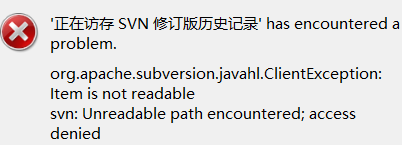 '正在访存 SVN 修订版历史记录' has encountered a
problem.
org.apache.subversion.javahl.ClientException:
Item is not readable
svn: Unreadable path encountered; access
denied